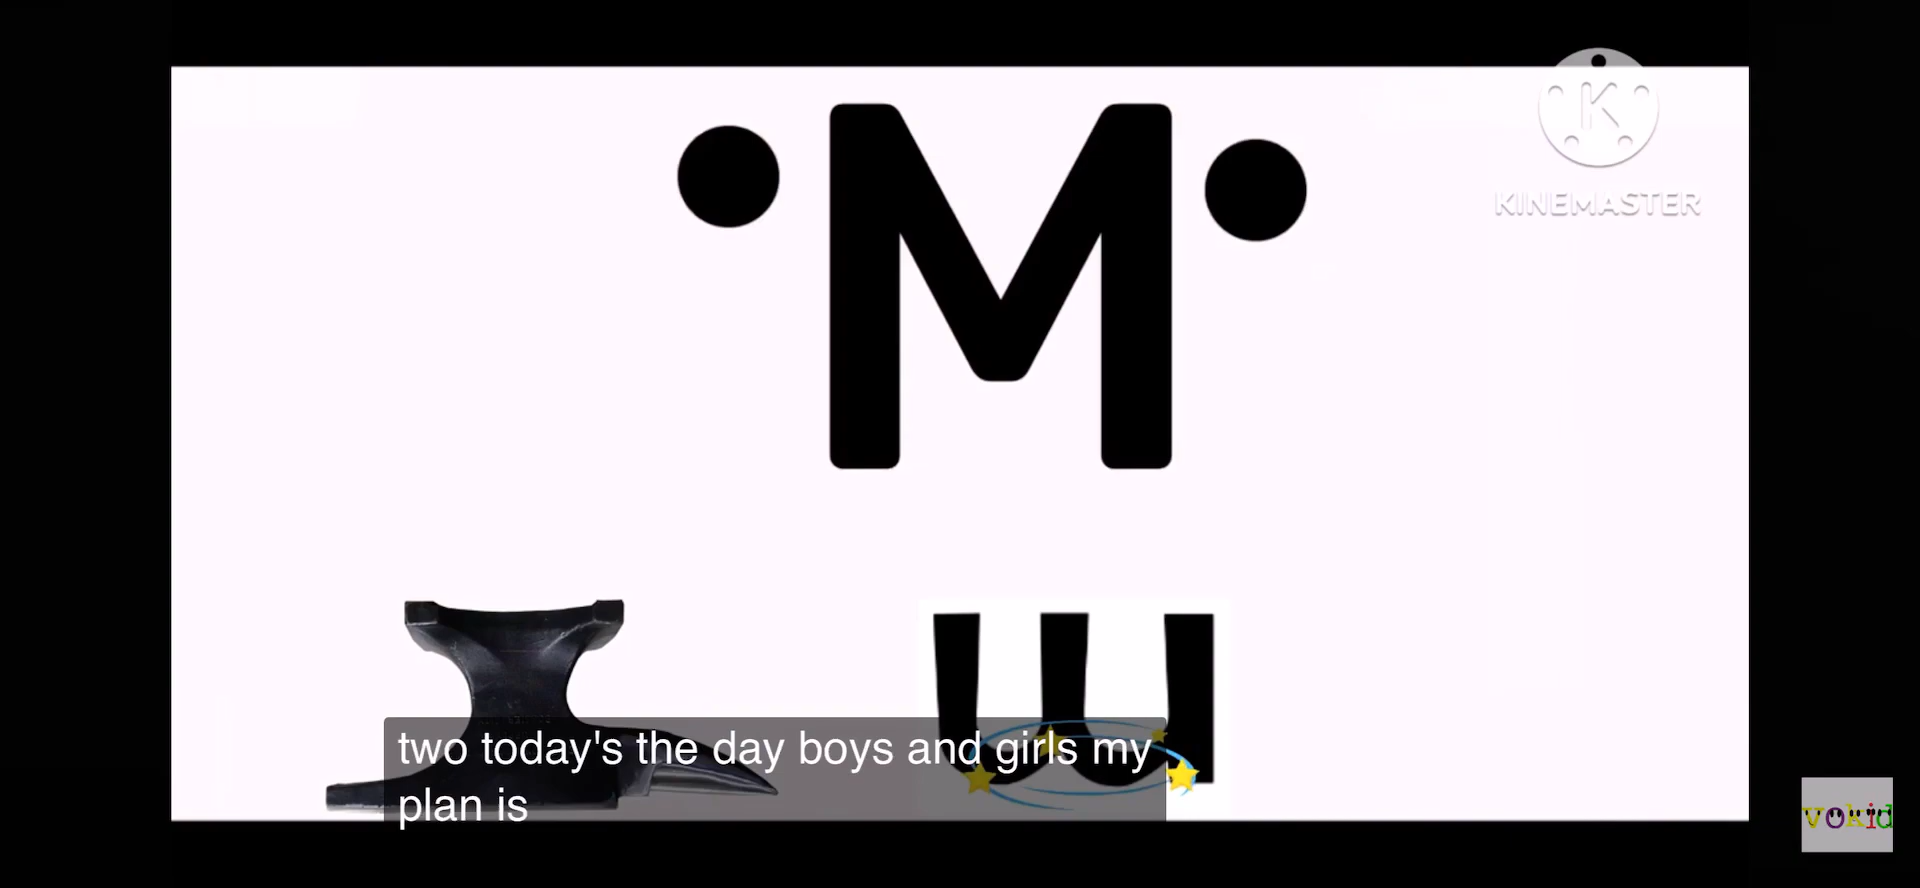 M
K
KINEMASTER
two today's the day boys and girls my
plan is
vokid